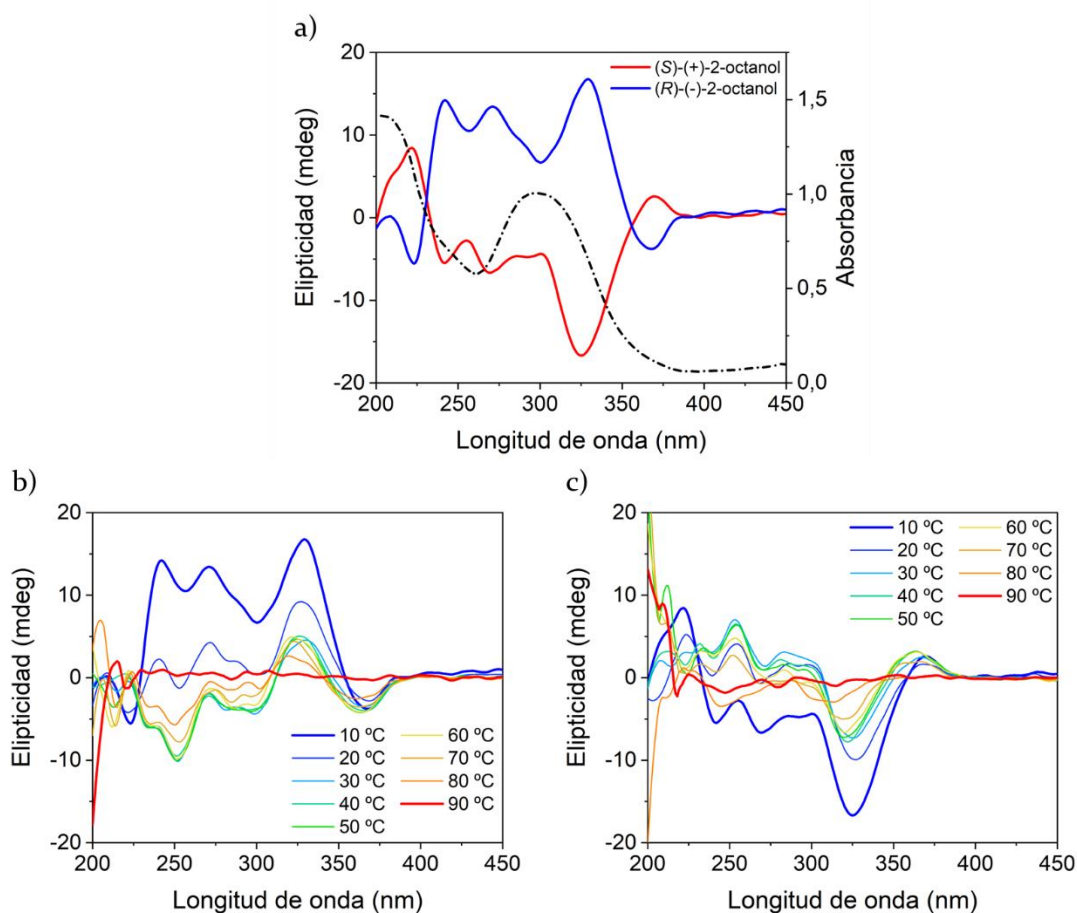 a)
20
10
0
-10
-20
Elipticidad (mdeg)
(S)-(+)-2-octanol
(R)-(-)-2-octanol
1,5
1,0
0,5
0,0
Absorbancia
200 250 300 350 400 450
Longitud de onda (nm)
b)
20
10
0
-10
-20
Elipticidad (mdeg)
10 ºC 60 ºC
20 ºC 70 ºC
30 ºC 80 ºC
40 ºC 90 ºC
50 ºC
200 250 300 350 400 450
Longitud de onda (nm)
c)
20
10
0
-10
-20
Elipticidad (mdeg)
10 ºC 60 ºC
20 ºC 70 ºC
30 ºC 80 ºC
40 ºC 90 ºC
50 ºC
200 250 300 350 400 450
Longitud de onda (nm)